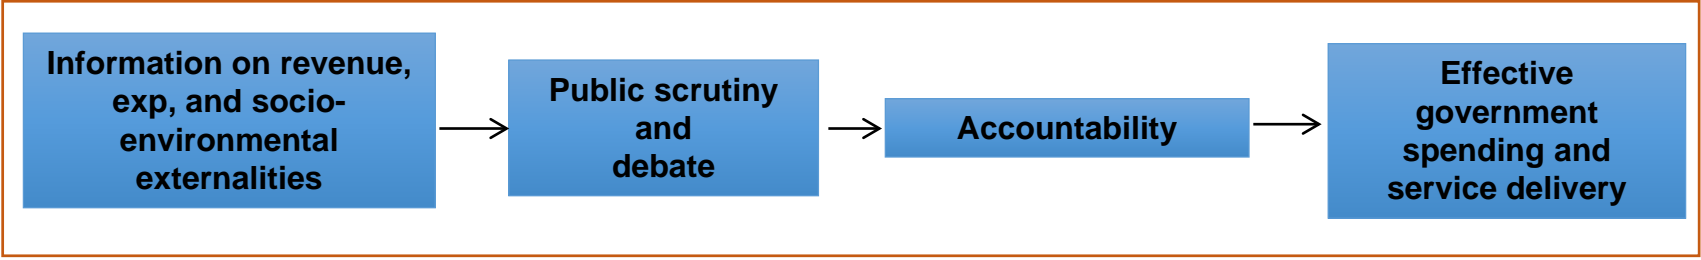 Information on revenue,
exp, and socio-
environmental
externalities
Public scrutiny
and
debate
Accountability
Effective
government
spending and
service delivery